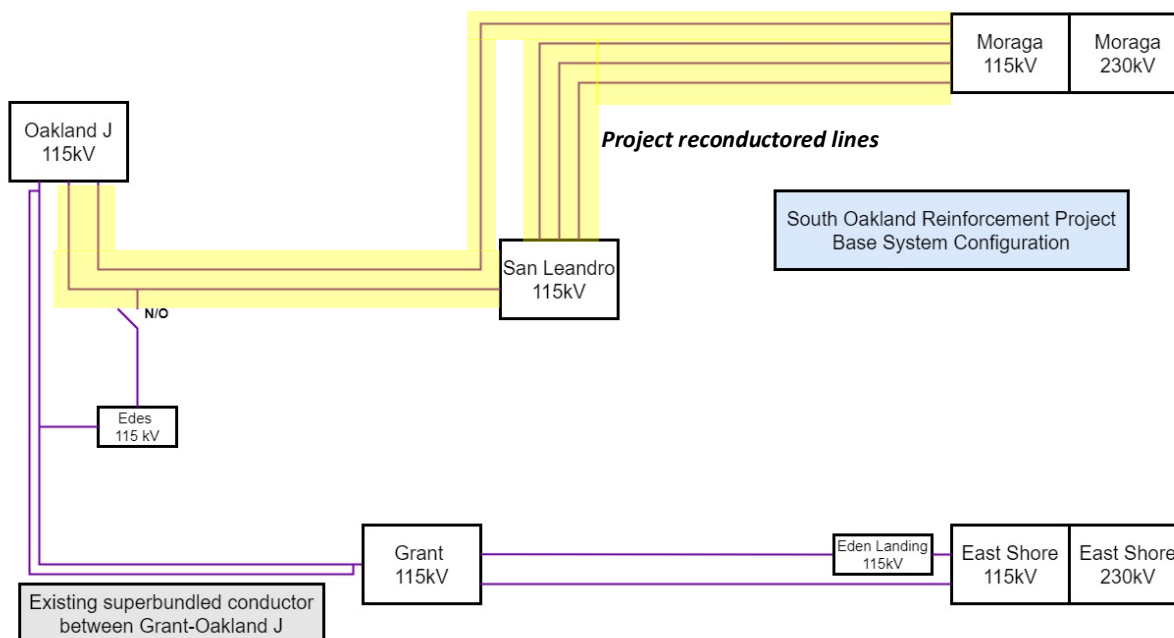 Moraga
115kV
Moraga
230kV
Oakland J
115kV
Project reconductored lines
South Oakland Reinforcement Project
Base System Configuration
San Leandro
115kV
N/O
Edes
115 kV
Grant
115kV
Eden Landing
115kV
East Shore
115kV
East Shore
230kV
Existing superbundled conductor
between Grant-Oakland J